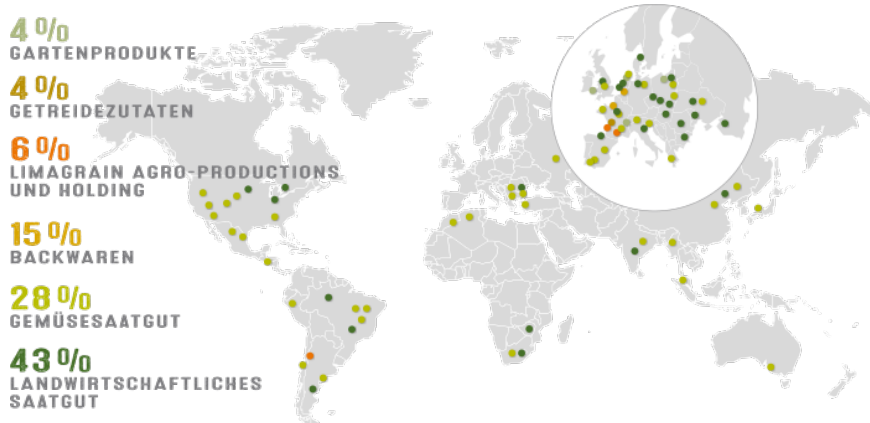 4%
GARTENPRODUKTE
4%
GETREIDEZUTATEN
6%
LIMAGRAIN AGRO-PRODUCTIONS
UND HOLDING
15%
BACKWAREN
28%
GEMÜSESAATGUT
43%
LANDWIRTSCHAFTLICHES
SAATGUT